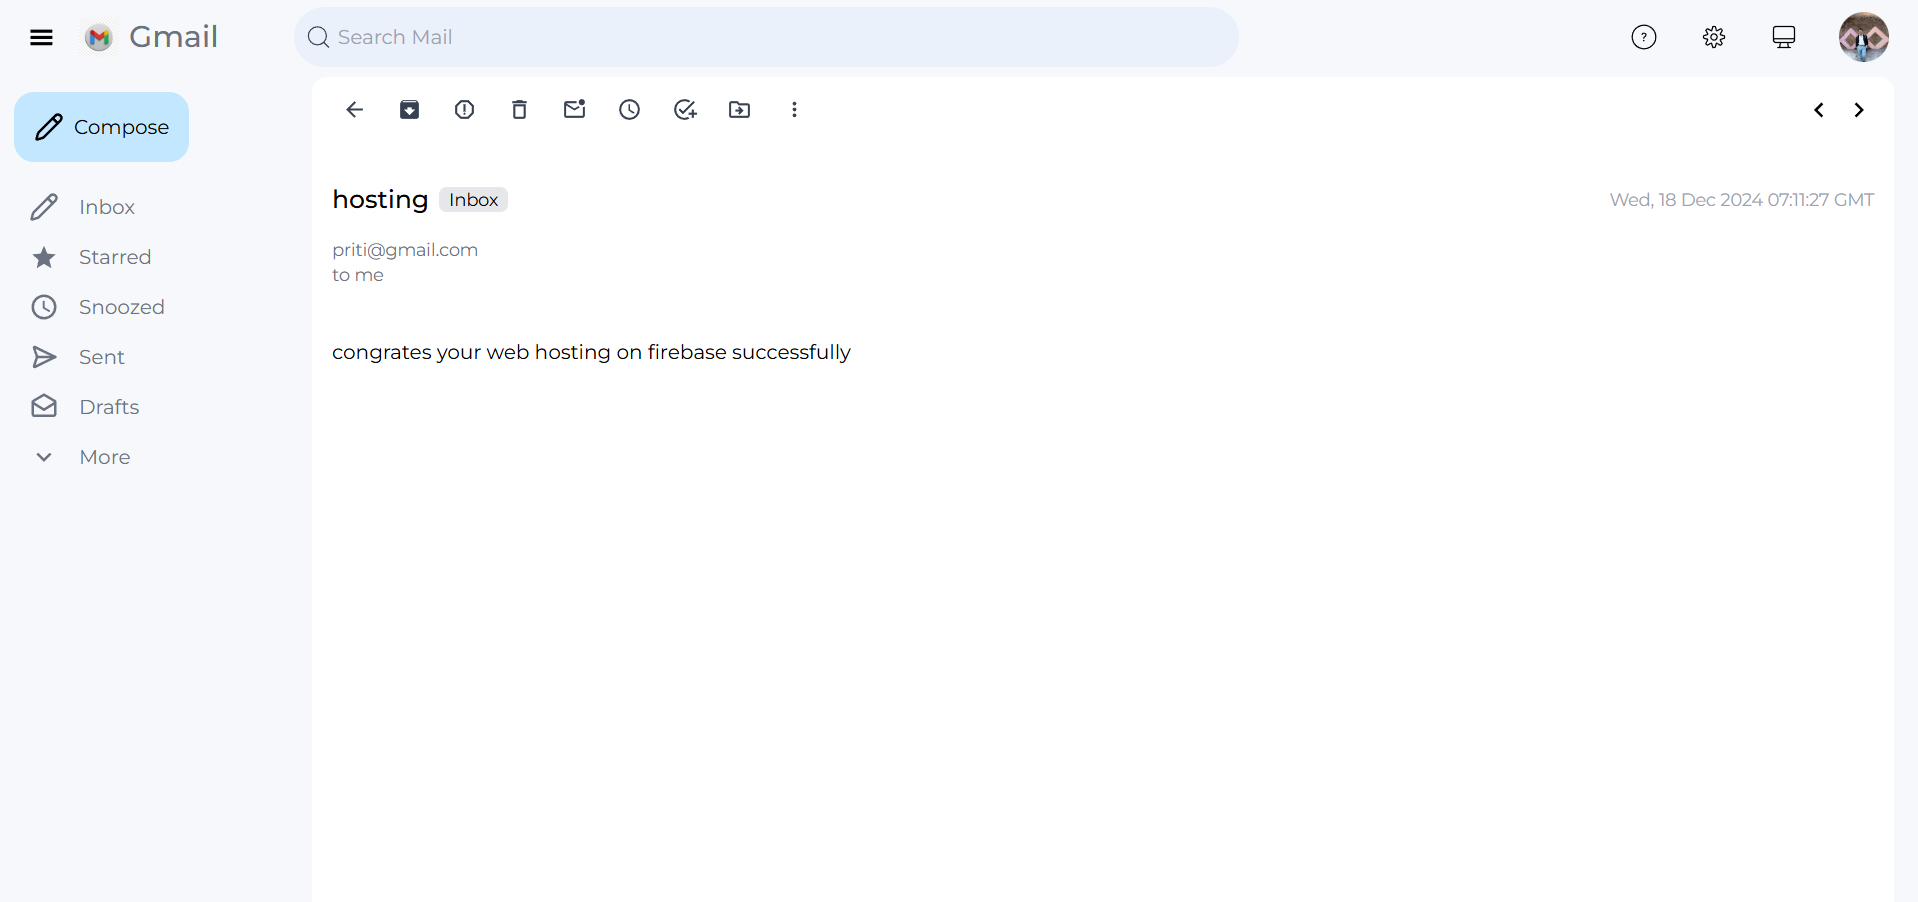 Gmail
Search Mail
?
Compose
Inbox
Starred
Snoozed
Sent
Drafts
More
hosting Inbox
Wed, 18 Dec 2024 07:11:27 GMT
priti@gmail.com
to me
congrates your web hosting on firebase successfully